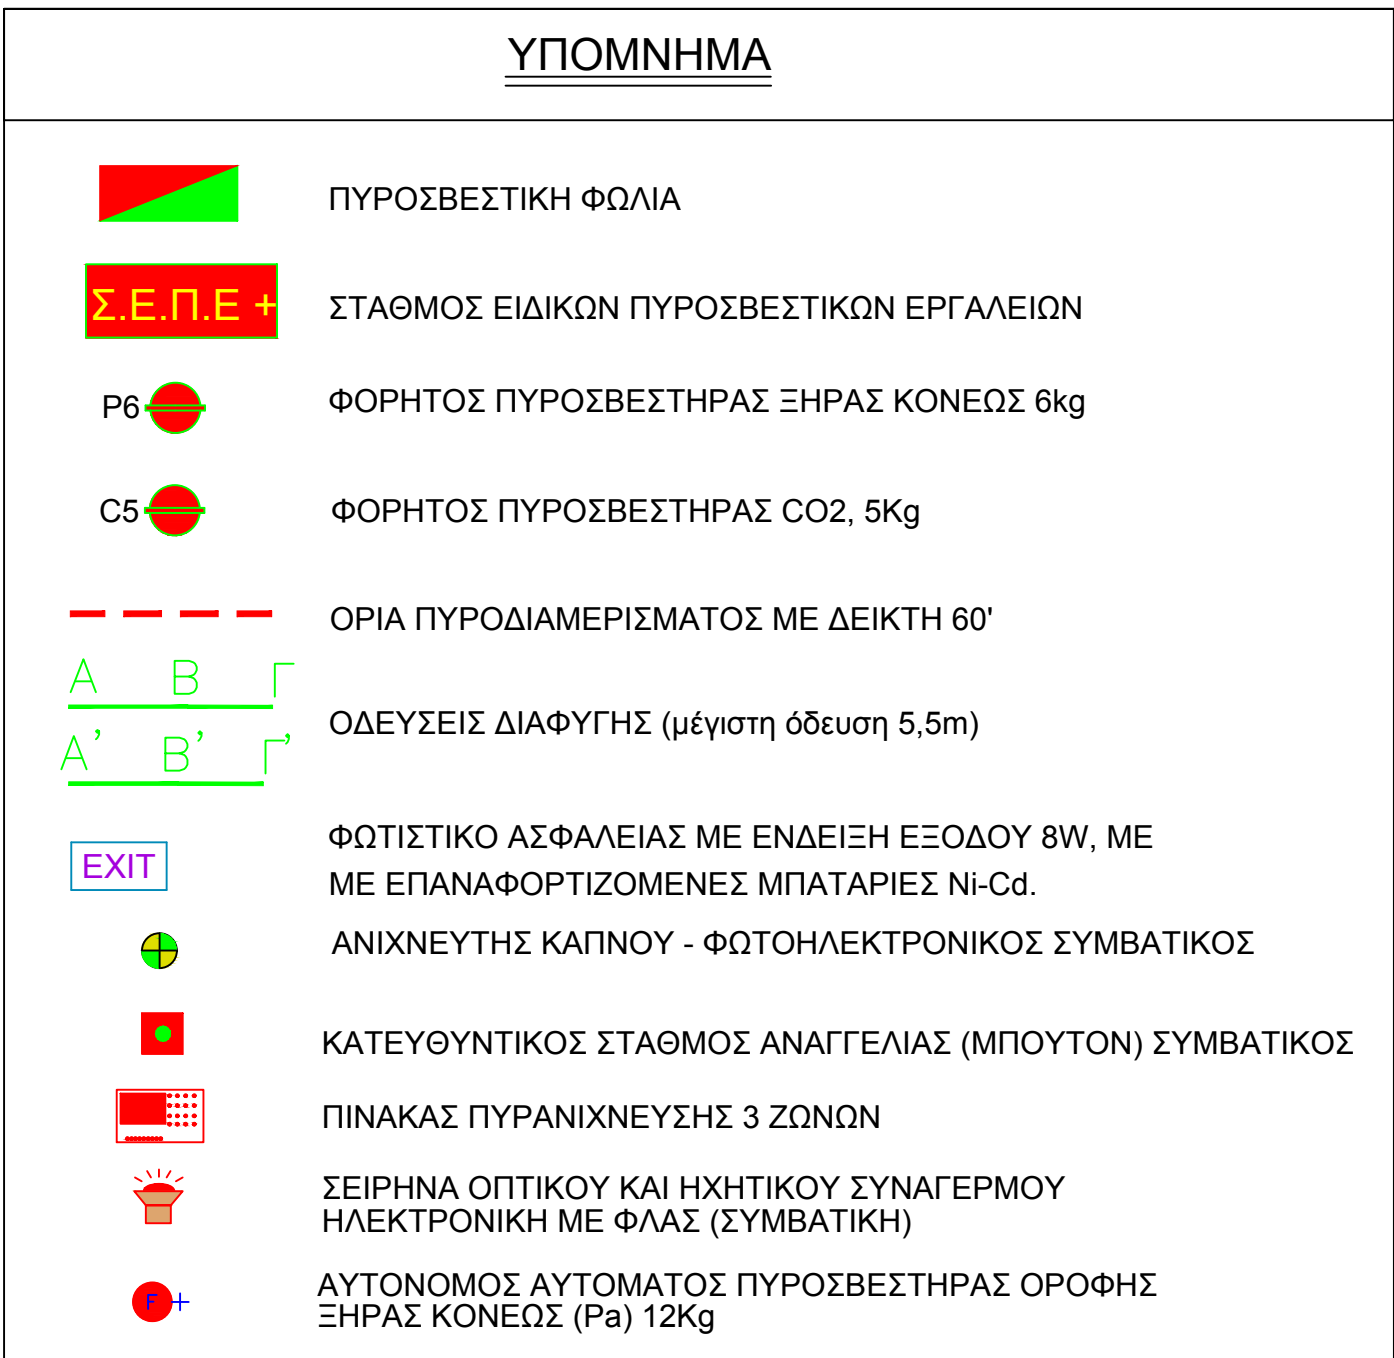 ΥΠΟΜΝΗΜΑ
ΠΥΡΟΣΒΕΣΤΙΚΗ ΦΩΛΙΑ
Σ.Ε.Π.Ε + ΣΤΑΘΜΟΣ ΕΙΔΙΚΩΝ ΠΥΡΟΣΒΕΣΤΙΚΩΝ ΕΡΓΑΛΕΙΩΝ
P6 ΦΟΡΗΤΟΣ ΠΥΡΟΣΒΕΣΤΗΡΑΣ ΞΗΡΑΣ ΚΟΝΕΩΣ 6kg
C5 ΦΟΡΗΤΟΣ ΠΥΡΟΣΒΕΣΤΗΡΑΣ CO2, 5Kg
ΟΡΙΑ ΠΥΡΟΔΙΑΜΕΡΙΣΜΑΤΟΣ ΜΕ ΔΕΙΚΤΗ 60'
Α Β Γ
ΟΔΕΥΣΕΙΣ ΔΙΑΦΥΓΗΣ (μέγιστη όδευση 5,5m)
Α' Β' Γ'
ΦΩΤΙΣΤΙΚΟ ΑΣΦΑΛΕΙΑΣ ΜΕ ΕΝΔΕΙΞΗ ΕΞΟΔΟΥ 8W, ΜΕ
EXIT
ΜΕ ΕΠΑΝΑΦΟΡΤΙΖΟΜΕΝΕΣ ΜΠΑΤΑΡΙΕΣ Ni-Cd.
ΑΝΙΧΝΕΥΤΗΣ ΚΑΠΝΟΥ - ΦΩΤΟΗΛΕΚΤΡΟΝΙΚΟΣ ΣΥΜΒΑΤΙΚΟΣ
ΚΑΤΕΥΘΥΝΤΙΚΟΣ ΣΤΑΘΜΟΣ ΑΝΑΓΓΕΛΙΑΣ (ΜΠΟΥΤΟΝ) ΣΥΜΒΑΤΙΚΟΣ
ΠΙΝΑΚΑΣ ΠΥΡΑΝΙΧΝΕΥΣΗΣ 3 ΖΩΝΩΝ
ΣΕΙΡΗΝΑ ΟΠΤΙΚΟΥ ΚΑΙ ΗΧΗΤΙΚΟΥ ΣΥΝΑΓΕΡΜΟΥ
ΗΛΕΚΤΡΟΝΙΚΗ ΜΕ ΦΛΑΣ (ΣΥΜΒΑΤΙΚΗ)
F+ ΑΥΤΟΝΟΜΟΣ ΑΥΤΟΜΑΤΟΣ ΠΥΡΟΣΒΕΣΤΗΡΑΣ ΟΡΟΦΗΣ
ΞΗΡΑΣ ΚΟΝΕΩΣ (Pa) 12Kg